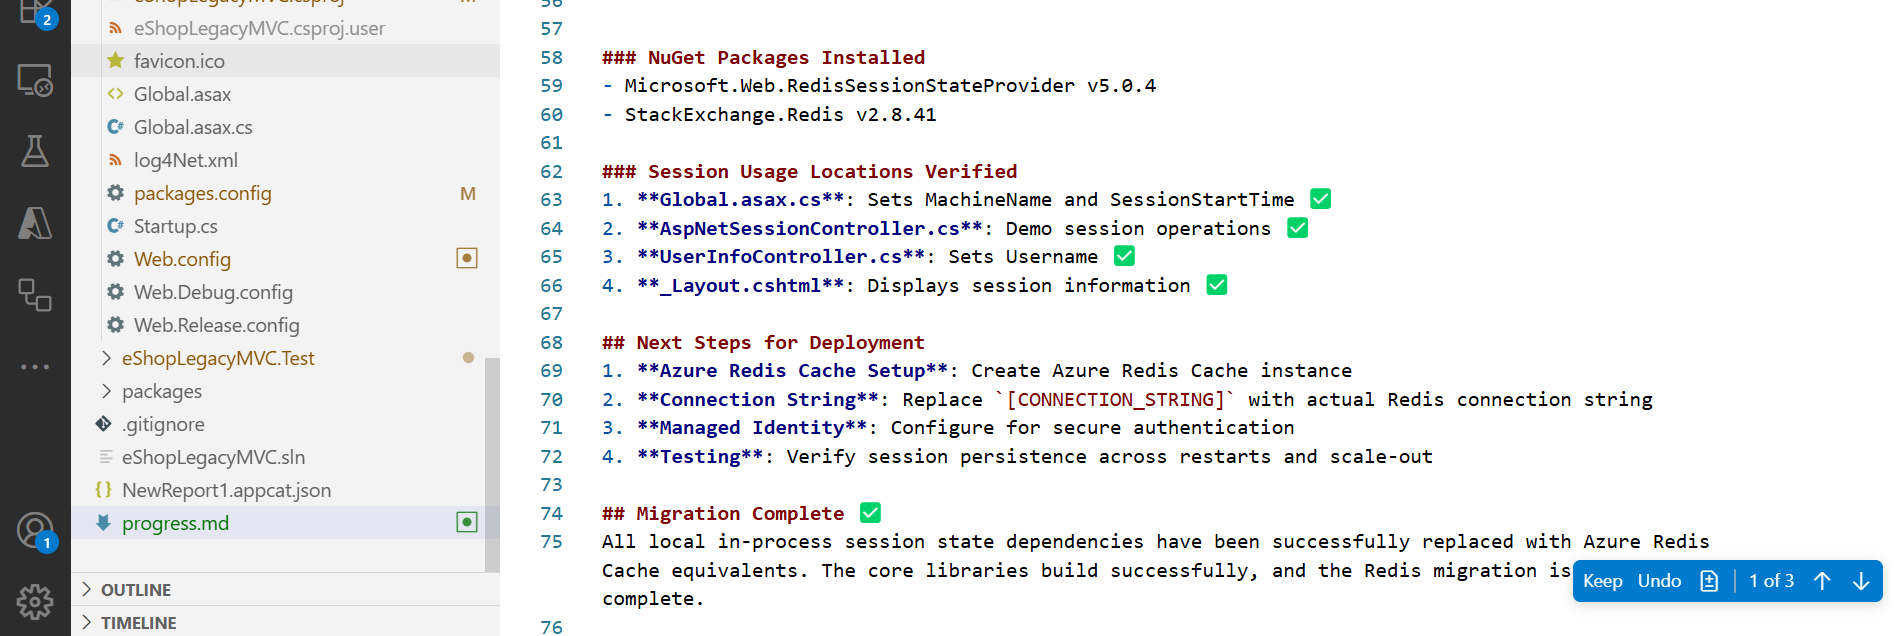 2
eShopLegacyMVC.csproj M
eShopLegacyMVC.csproj.user
favicon.ico
Global.asax
Global.asax.cs
log4Net.xml
packages.config M
Startup.cs
Web.config
Web.Debug.config
Web.Release.config
eShopLegacyMVC.Test
packages
.gitignore
eShopLegacyMVC.sln
NewReport1.appcat.json
progress.md
1
OUTLINE
TIMELINE
56
57
58 ### NuGet Packages Installed
59 - Microsoft.Web.RedisSessionStateProvider v5.0.4
60 - StackExchange.Redis v2.8.41
61
62 ### Session Usage Locations Verified
63 1. **Global.asax.cs**: Sets MachineName and SessionStartTime ✅
64 2. **AspNetSessionController.cs**: Demo session operations ✅
65 3. **UserInfoController.cs**: Sets Username ✅
66 4. **_Layout.cshtml**: Displays session information ✅
67
68 ## Next Steps for Deployment
69 1. **Azure Redis Cache Setup**: Create Azure Redis Cache instance
70 2. **Connection String**: Replace `[CONNECTION_STRING]` with actual Redis connection string
71 3. **Managed Identity**: Configure for secure authentication
72 4. **Testing**: Verify session persistence across restarts and scale-out
73
74 ## Migration Complete ✅
75 All local in-process session state dependencies have been successfully replaced with Azure Redis
Cache equivalents. The core libraries build successfully, and the Redis migration is
complete.
76
Keep Undo 1 of 3